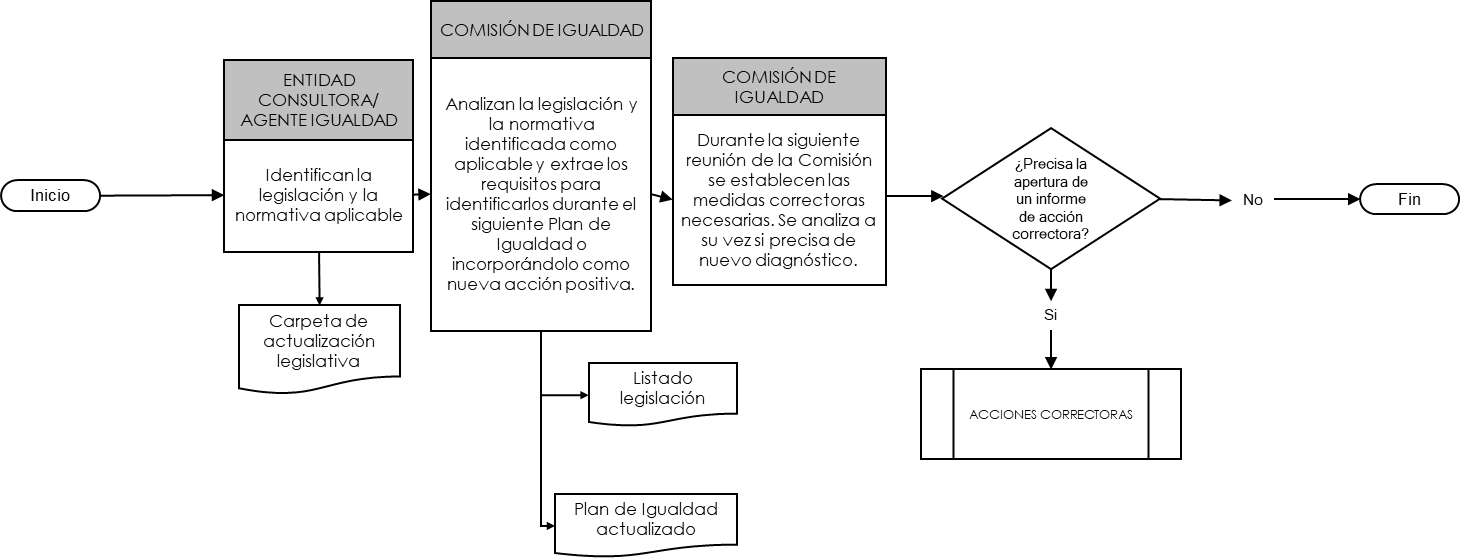 Inicio
ENTIDAD
CONSULTORA/
AGENTE IGUALDAD
Identifican la
legislación y la
normativa aplicable
Carpeta de
actualización
legislativa
COMISIÓN DE IGUALDAD
Analizan la legislación y
la normativa
identificada como
aplicable y extrae los
requisitos para
identificarlos durante el
siguiente Plan de
Igualdad o
incorporándolo como
nueva acción positiva.
Listado
legislación
Plan de Igualdad
actualizado
COMISIÓN DE
IGUALDAD
Durante la siguiente
reunión de la Comisión
se establecen las
medidas correctoras
necesarias. Se analiza a
su vez si precisa de
nuevo diagnóstico.
¿Precisa la
apertura de
un informe
de acción
correctora?
No
Fin
Si
ACCIONES CORRECTORAS